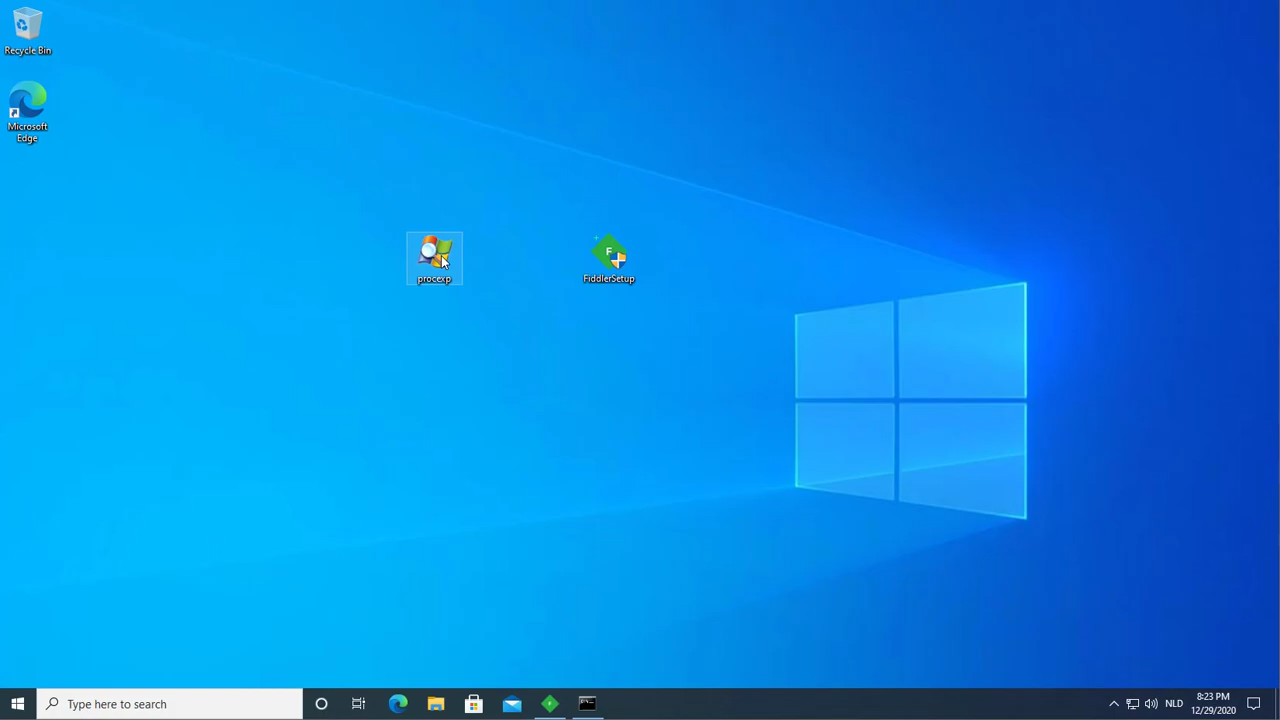 Recycle Bin
Microsoft
Edge
procexp
F
FiddlerSetup
Type here to search
NLD
8:23 PM
12/29/2020